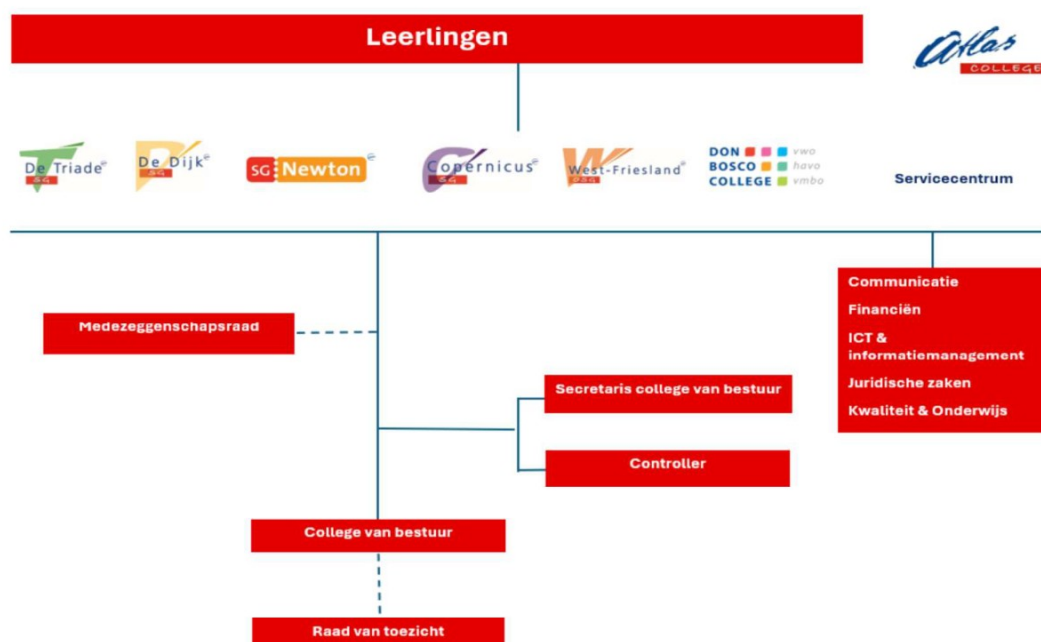 Leerlingen
Atlas
COLLEGE
De Triade
SG
De Dijk
SG
SG Newton
Copernicus
SG
West-Friesland
OSG
DON vwo
BOSCO havo
COLLEGE vmbo
Servicecentrum
Communicatie
Financiën
ICT &
informatiemanagement
Juridische zaken
Kwaliteit & Onderwijs
Medezeggenschapsraad
Secretaris college van bestuur
Controller
College van bestuur
Raad van toezicht